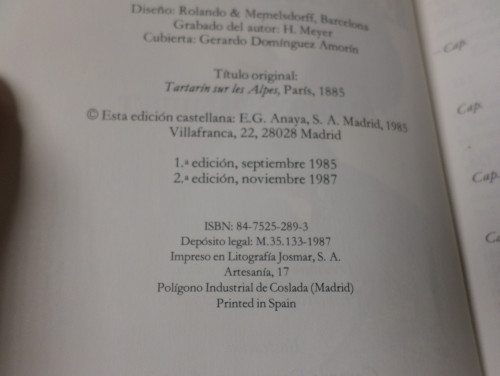 Diseño: Rolando & Memelsdorff, Barcelona
Grabado del autor: H. Meyer
Cubierta: Gerardo Domínguez Amorín
Título original:
Tartarín sur les Alpes, París, 1885
© Esta edición castellana: E.G. Anaya, S. A. Madrid, 1985
Villafranca, 22, 28028 Madrid
1.ª edición, septiembre 1985
2.ª edición, noviembre 1987
ISBN: 84-7525-289-3
Depósito legal: M.35.133-1987
Impreso en Litografía Josmar, S. A.
Artesanía, 17
Polígono Industrial de Coslada (Madrid)
Printed in Spain
Cap.
Cap.
Cap.